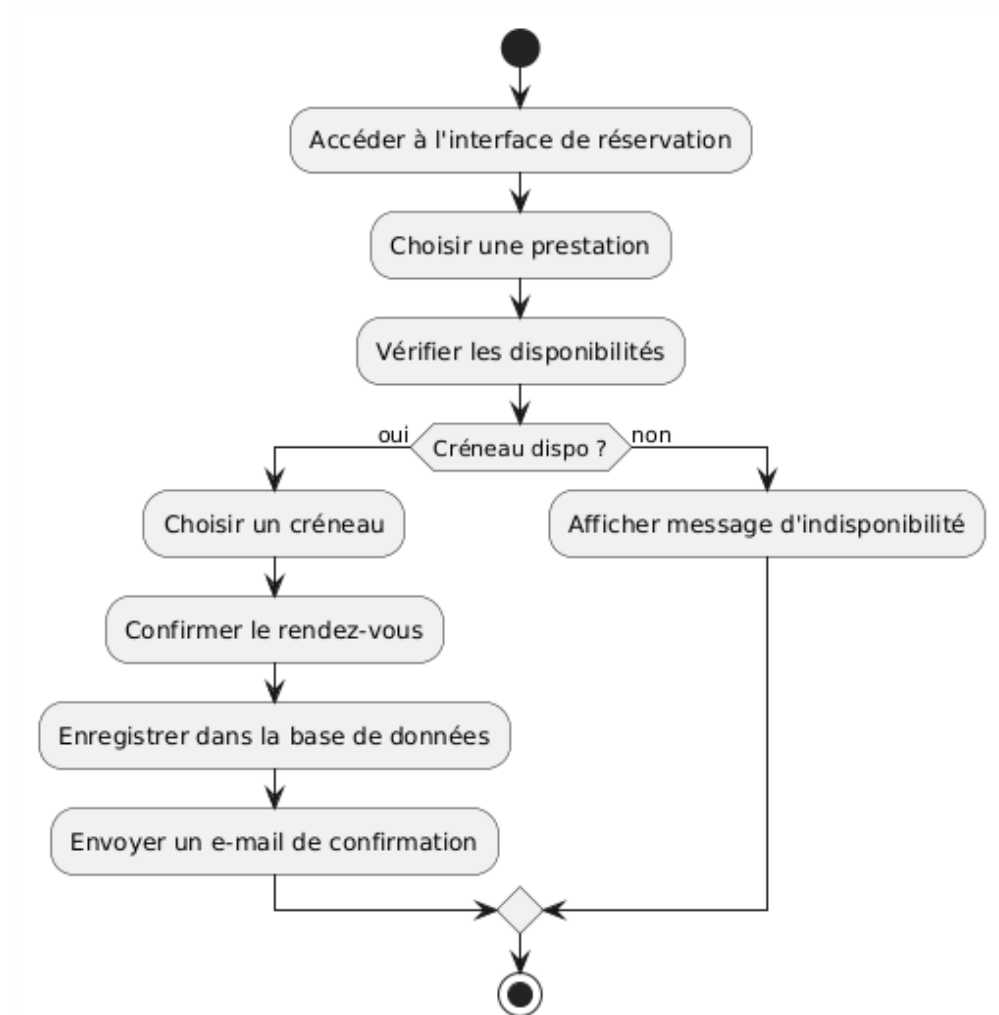 Accéder à l'interface de réservation
Choisir une prestation
Vérifier les disponibilités
Créneau dispo ?
oui
non
Choisir un créneau
Afficher message d'indisponibilité
Confirmer le rendez-vous
Enregistrer dans la base de données
Envoyer un e-mail de confirmation